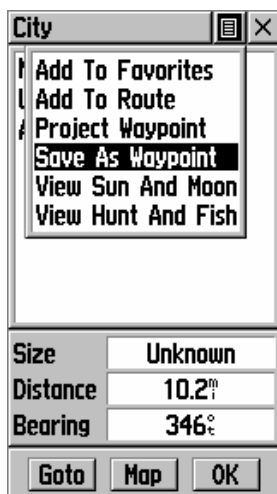 City
Add To Favorites
Add To Route
Project Waypoint
Save As Waypoint
View Sun And Moon
View Hunt And Fish
Size Unknown
Distance 10.2 mi
Bearing 346°t
Goto Map OK